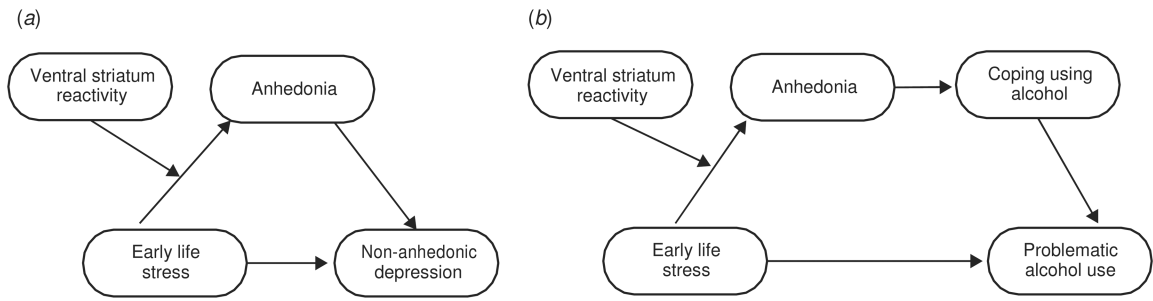 (a)
Ventral striatum
reactivity
Anhedonia
Early life
stress
Non-anhedonic
depression
(b)
Ventral striatum
reactivity
Anhedonia
Coping using
alcohol
Early life
stress
Problematic
alcohol use